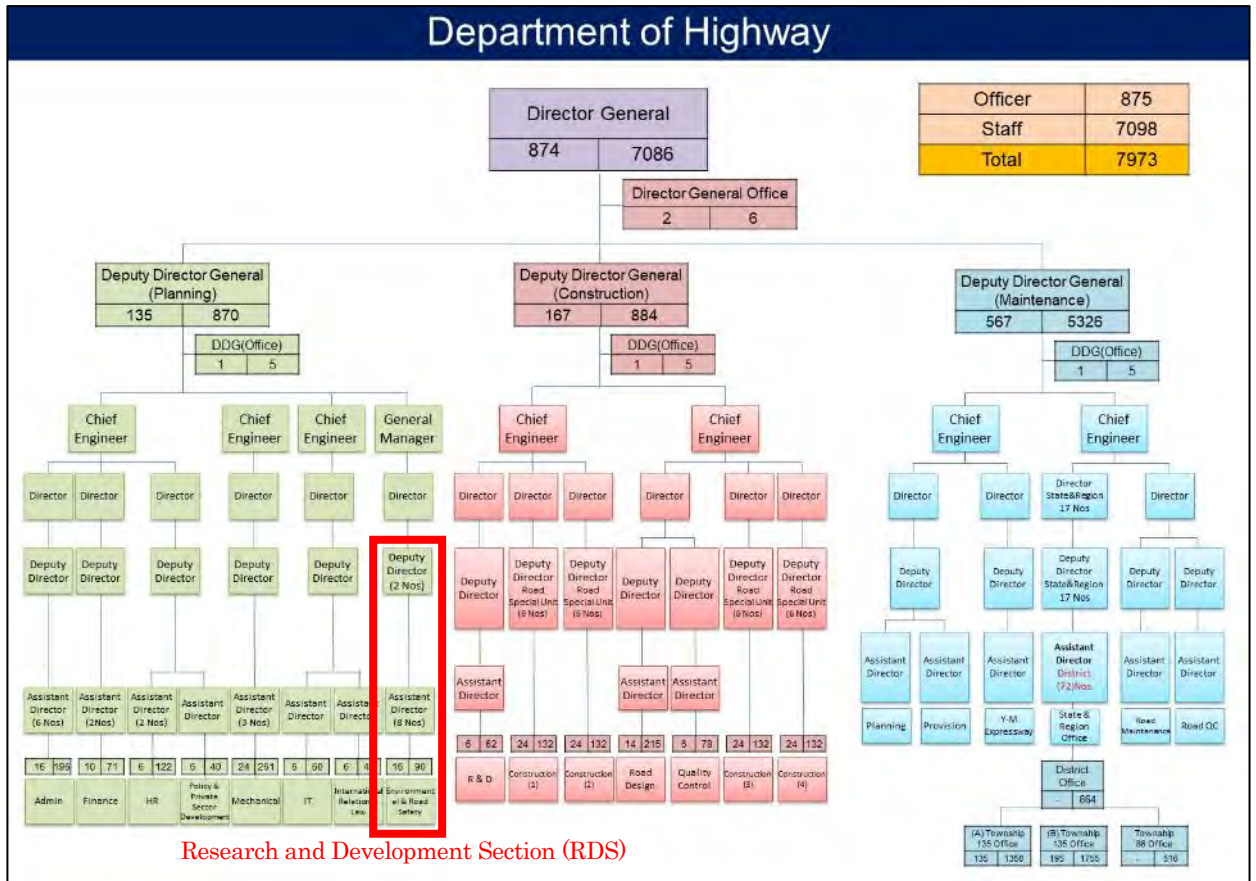 Department of Highway
Director General
874 7086
Officer 875
Staff 7098
Total 7973
Director General Office
2 6
Deputy Director General
(Planning)
135 870
DDG(Office)
1 5
Deputy Director General
(Construction)
167 884
DDG(Office)
1 5
Deputy Director General
(Maintenance)
567 5326
DDG(Office)
1 5
Chief
Engineer
Chief
Engineer
Chief
Engineer
General
Manager
Director
Director
Director
Director
Director
Director
Deputy
Director
Deputy
Director
Deputy
Director
Deputy
Director
Deputy
Director
Deputy
Director
(2 Nos)
Assistant
Director
(6 Nos)
Assistant
Director
(2Nos)
Assistant
Director
(2 Nos)
Assistant
Director
Assistant
Director
(3 Nos)
Assistant
Director
Assistant
Director
Assistant
Director
(8 Nos)
16 196
10 71
6 122
6 40
24 261
6 60
6
16 90
Admin
Finance
HR
Policy &
Private
Sector
Development
Mechanical
IT
International
Relation
Law
Environment
al & Road
Safety
Research and Development Section (RDS)
Chief
Engineer
Chief
Engineer
Director
Director
Director
Director
Director
Director
Deputy
Director
Deputy
Director
Road
Special Unit
(6 Nos)
Deputy
Director
Road
Special Unit
(6 Nos)
Deputy
Director
Deputy
Director
Deputy
Director
Road
Special Unit
(6 Nos)
Deputy
Director
Road
Special Unit
(6 Nos)
Assistant
Director
Assistant
Director
Assistant
Director
6 62
24 132
24 132
14 215
6 78
24 132
24 132
R & D
Construction
(1)
Construction
(2)
Road
Design
Quality
Control
Construction
(3)
Construction
(4)
Chief
Engineer
Chief
Engineer
Director
Director
Director
State&Region
17 Nos
Director
Deputy
Director
Deputy
Director
Deputy
Director
State&Region
17 Nos
Deputy
Director
Deputy
Director
Assistant
Director
Assistant
Director
Assistant
Director
Assistant
Director
District
(72)Nos
Assistant
Director
Assistant
Director
Planning
Provision
Y-M
Expressway
State &
Region
Office
Road
Maintenance
Road QC
District
Office
- 664
(A) Township
135 Office
135 1350
(B) Township
135 Office
195 1755
Township
86 Office
- 516